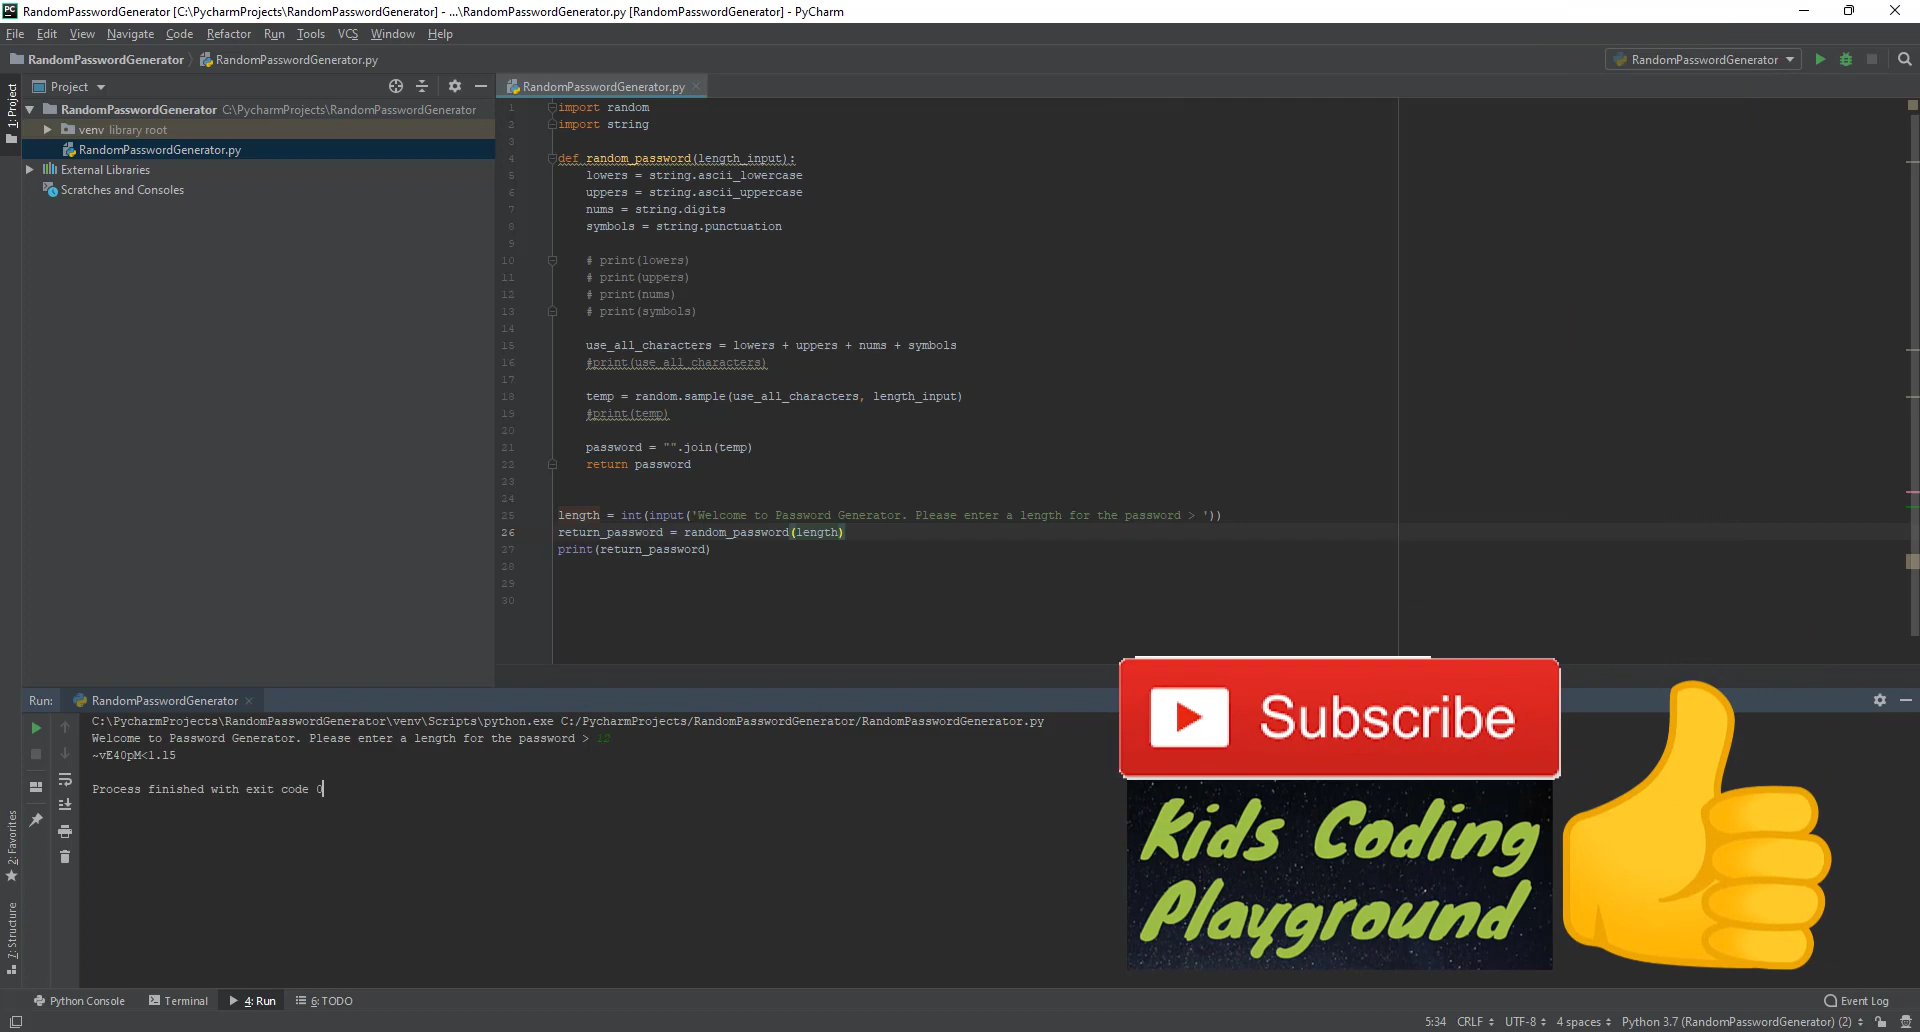 RandomPasswordGenerator [C:\PycharmProjects\RandomPasswordGenerator] - ...\RandomPasswordGenerator.py [RandomPasswordGenerator] - PyCharm
File Edit View Navigate Code Refactor Run Tools VCS Window Help
RandomPasswordGenerator RandomPasswordGenerator.py
RandomPasswordGenerator
1: Project
Project
RandomPasswordGenerator C:\PycharmProjects\RandomPasswordGenerator
venv library root
RandomPasswordGenerator.py
External Libraries
Scratches and Consoles
RandomPasswordGenerator.py
1 import random
2 import string
3
4 def random_password(length_input):
5 lowers = string.ascii_lowercase
6 uppers = string.ascii_uppercase
7 nums = string.digits
8 symbols = string.punctuation
9
10 # print(lowers)
11 # print(uppers)
12 # print(nums)
13 # print(symbols)
14
15 use_all_characters = lowers + uppers + nums + symbols
16 #print(use_all_characters)
17
18 temp = random.sample(use_all_characters, length_input)
19 #print(temp)
20
21 password = "".join(temp)
22 return password
23
24
25 length = int(input('Welcome to Password Generator. Please enter a length for the password > '))
26 return_password = random_password(length)
27 print(return_password)
28
29
30
Run: RandomPasswordGenerator
C:\PycharmProjects\RandomPasswordGenerator\venv\Scripts\python.exe C:/PycharmProjects/RandomPasswordGenerator/RandomPasswordGenerator.py
Welcome to Password Generator. Please enter a length for the password > 12
~vE40pM<1.l5
Process finished with exit code 0
Subscribe
Kids Coding
Playground
2: Favorites
7: Structure
Python Console Terminal 4: Run 6: TODO
Event Log
5:34 CRLF UTF-8 4 spaces Python 3.7 (RandomPasswordGenerator) (2)